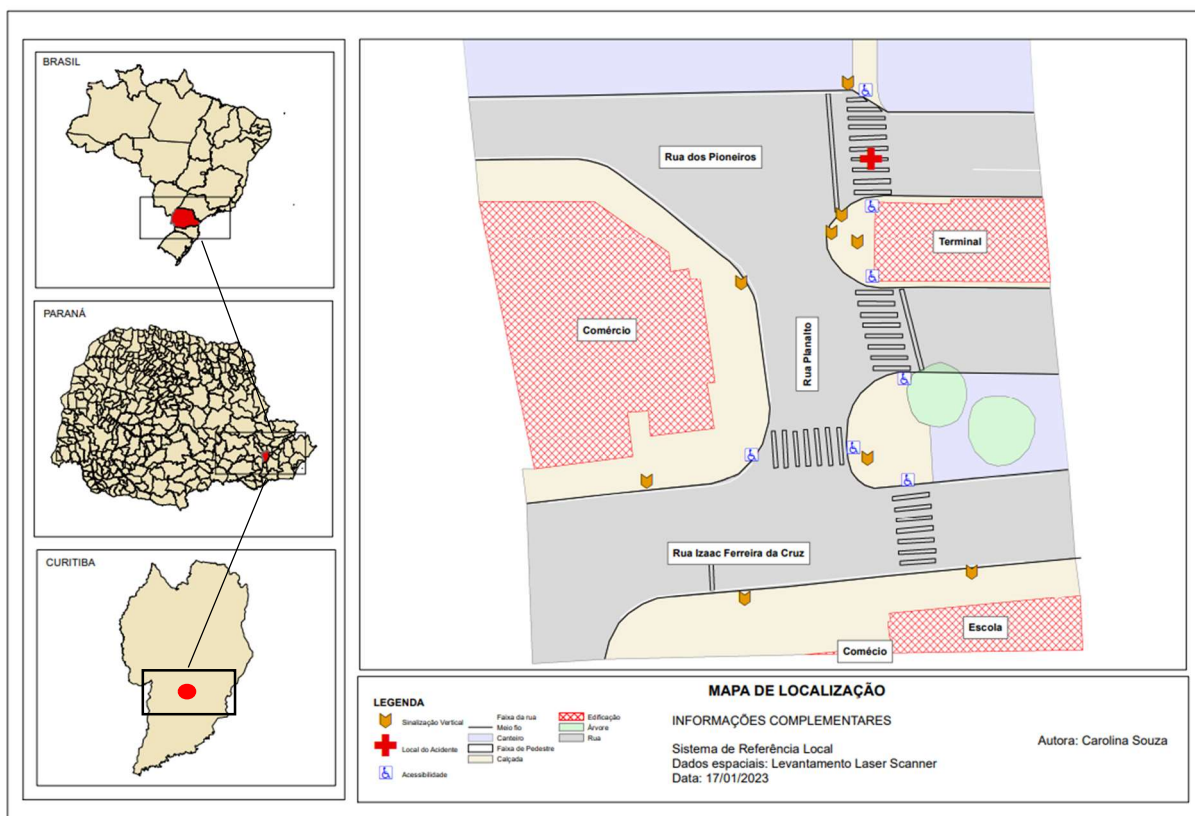 BRASIL
PARANÁ
CURITIBA
Rua dos Pioneiros
Terminal
Comércio
Rua Planalto
Rua Izaac Ferreira da Cruz
Escola
Comécio
MAPA DE LOCALIZAÇÃO
LEGENDA
Sinalização Vertical
Local do Acidente
Acessibilidade
Faixa da rua
Meio fio
Canteiro
Faixa de Pedestre
Calçada
Edificação
Árvore
Rua
INFORMAÇÕES COMPLEMENTARES
Sistema de Referência Local
Dados espaciais: Levantamento Laser Scanner
Data: 17/01/2023
Autora: Carolina Souza